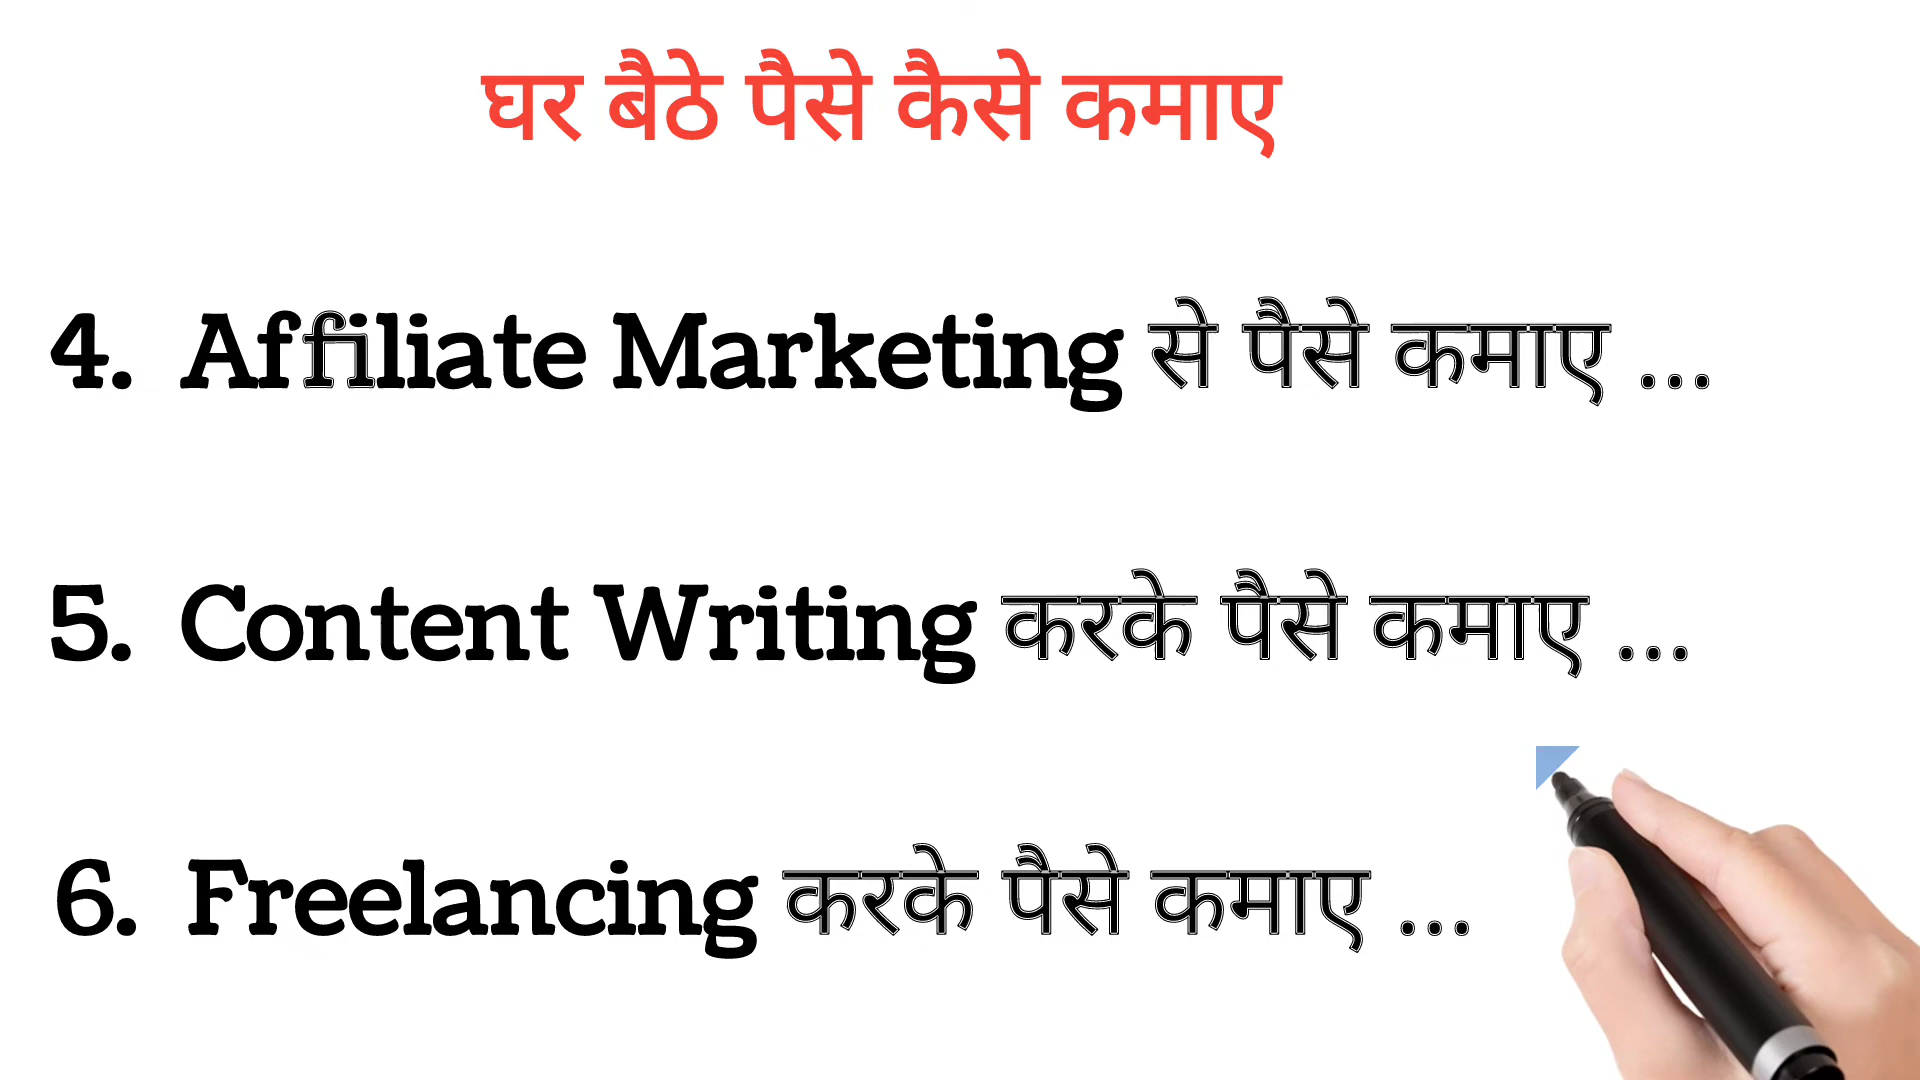 घर बैठे पैसे कैसे कमाए
4. Affiliate Marketing से पैसे कमाए ...
5. Content Writing करके पैसे कमाए ...
6. Freelancing करके पैसे कमाए ...